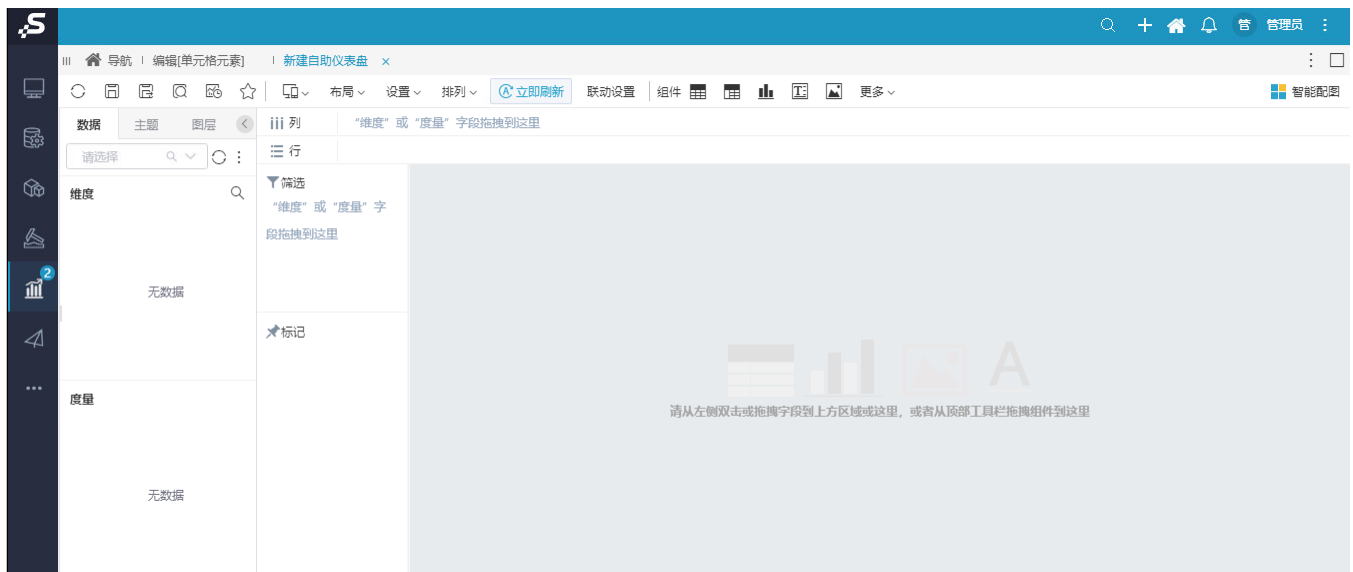 S
管 管理员
导航 编辑[单元格元素] 新建自助仪表盘 ×
布局 设置 排列 立即刷新 联动设置 组件 更多 智能配图
数据 主题 图层
列 “维度” 或 “度量” 字段拖拽到这里
请选择
行
维度
筛选
“维度” 或 “度量” 字
段拖拽到这里
2
无数据
标记
A
度量
请从左侧双击或拖拽字段到上方区域或这里，或者从顶部工具栏拖拽组件到这里
无数据